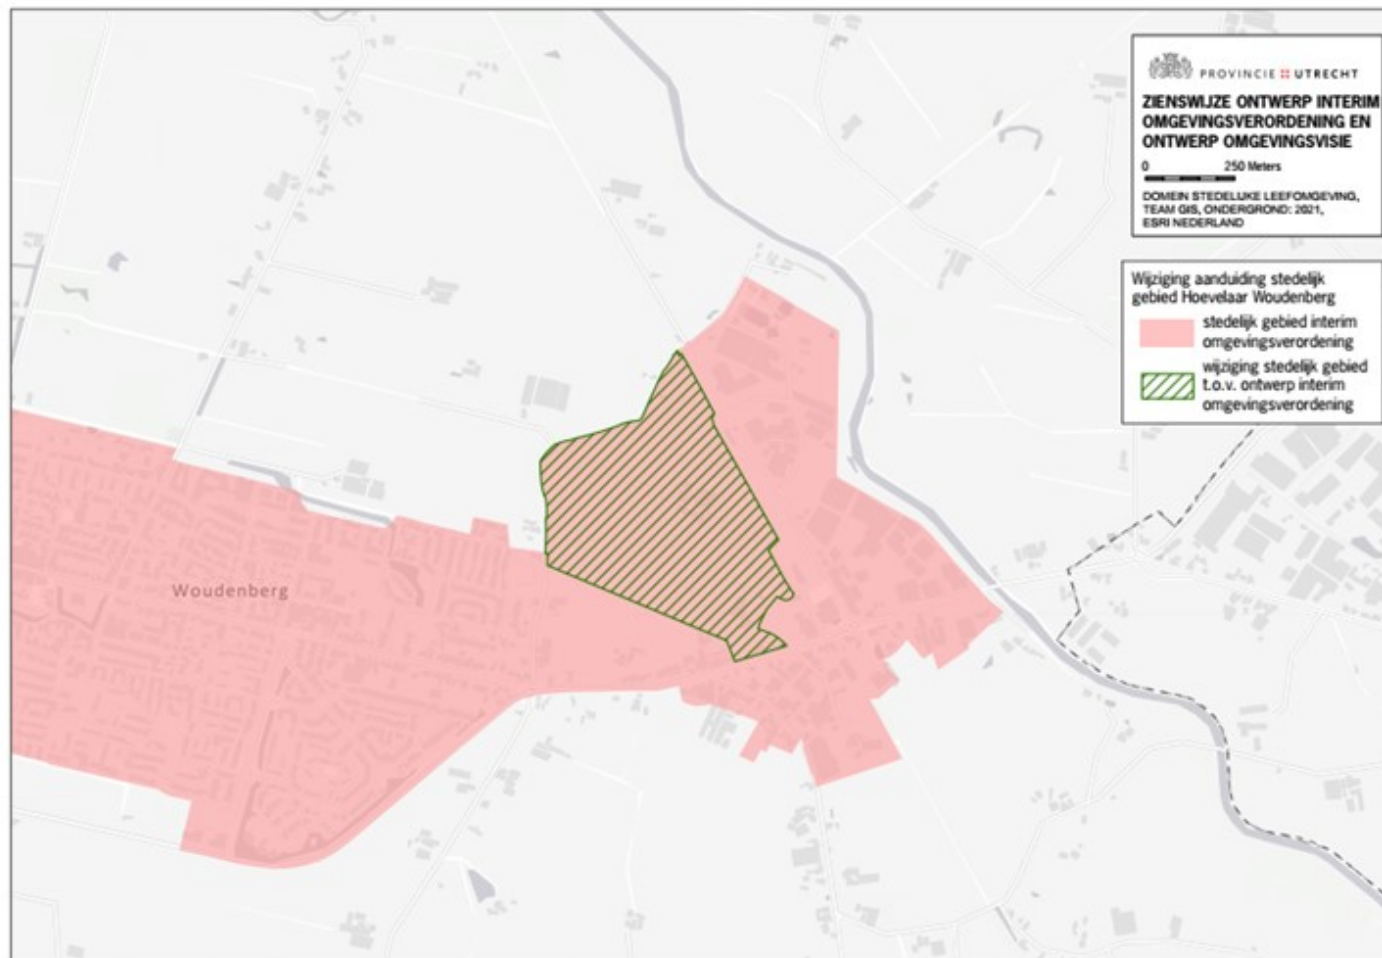 PROVINCIE UTRECHT
ZIENSWIJZE ONTWERP INTERIM
OMGEVINGSVERORDENING EN
ONTWERP OMGEVINGSVISIE
0 250 Meters
DOMEIN STEDELIJKE LEEFOMGEVING,
TEAM GIS, ONDERGROND: 2021,
ESRI NEDERLAND
Wijziging aanduiding stedelijk
gebied Hoevelaar Woudenberg
stedelijk gebied interim
omgevingsverordening
wijziging stedelijk gebied
t.o.v. ontwerp interim
omgevingsverordening
Woudenberg